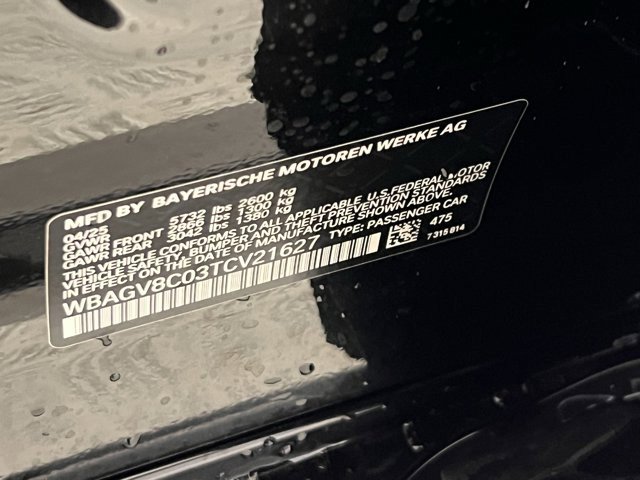 MFD BY BAYERISCHE MOTOREN WERKE AG
04/25
GVWR 5732 lbs 2600 kg
GAWR FRONT 2866 lbs 1300 kg
GAWR REAR 3042 lbs 1380 kg
THIS VEHICLE CONFORMS TO ALL APPLICABLE U.S.FEDERAL MOTOR
VEHICLE SAFETY, BUMPER AND THEFT PREVENTION STANDARDS
IN EFFECT ON THE DATE OF MANUFACTURE SHOWN ABOVE.
WBAGV8C03TCV21627 TYPE: PASSENGER CAR
475
7 315 814